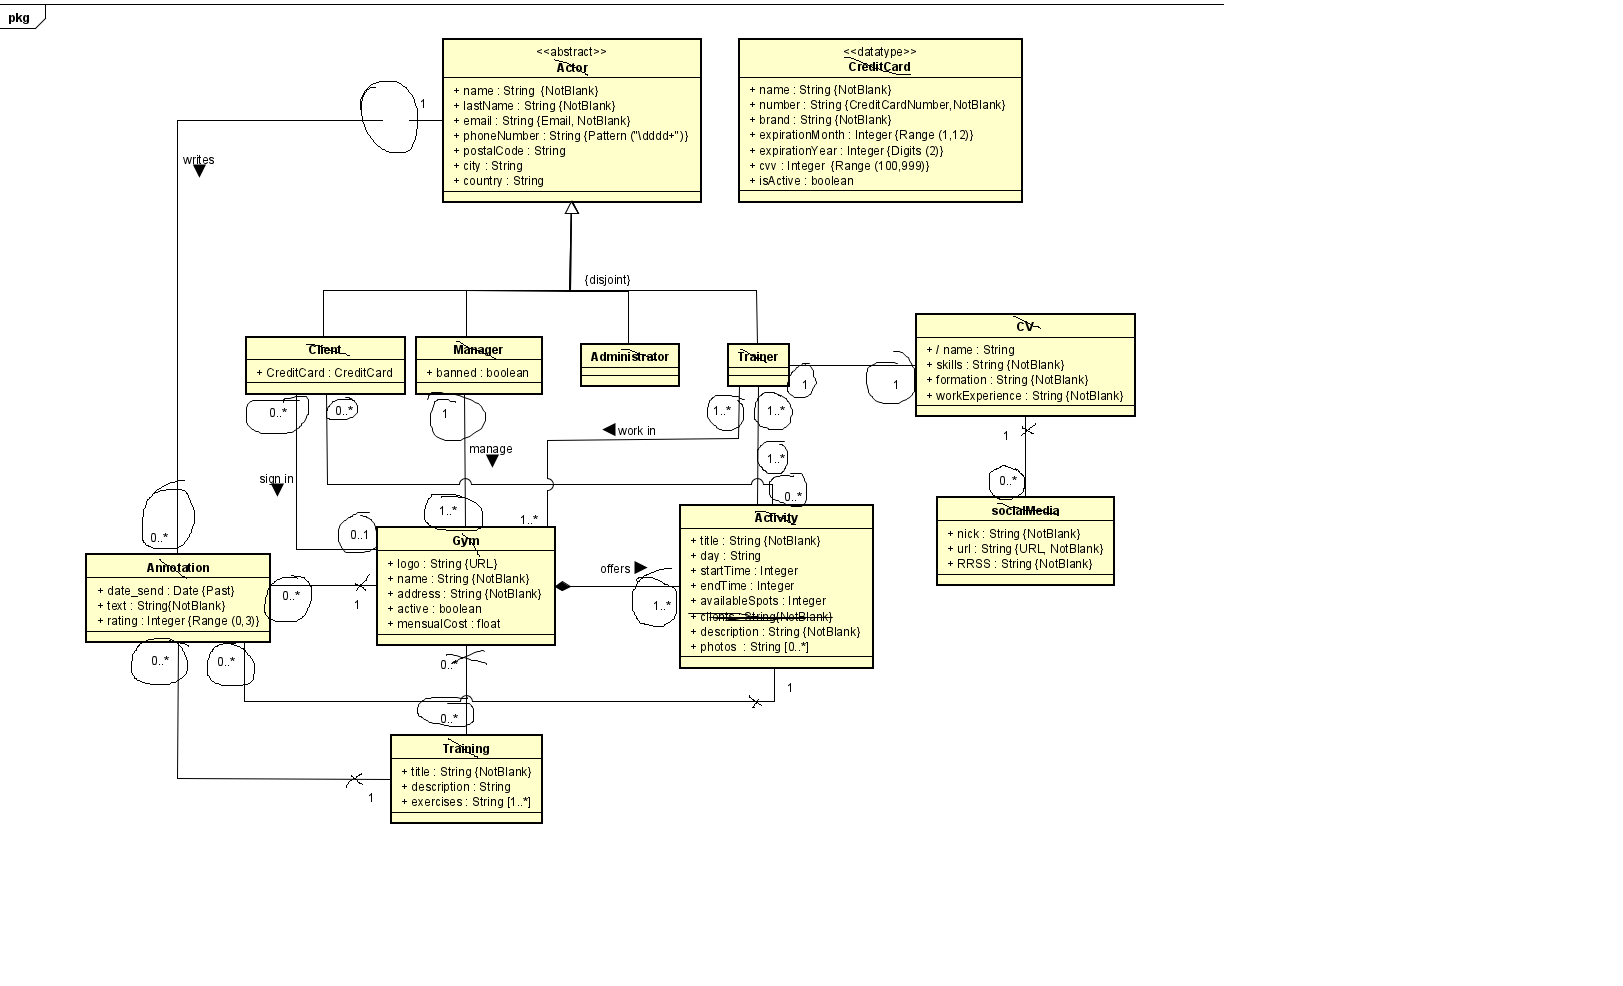 pkg
<<abstract>>
Actor
+ name : String {NotBlank}
+ lastName : String {NotBlank}
+ email : String {Email, NotBlank}
+ phoneNumber : String {Pattern ("\dddd+")}
+ postalCode : String
+ city : String
+ country : String
<<datatype>>
CreditCard
+ name : String {NotBlank}
+ number : String {CreditCardNumber,NotBlank}
+ brand : String {NotBlank}
+ expirationMonth : Integer {Range (1,12)}
+ expirationYear : Integer {Digits (2)}
+ cvv : Integer {Range (100,999)}
+ isActive : boolean
1
writes
{disjoint}
Client
+ CreditCard : CreditCard
Manager
+ banned : boolean
Administrator
Trainer
CV
+ / name : String
+ skills : String {NotBlank}
+ formation : String {NotBlank}
+ workExperience : String {NotBlank}
1
1
0..*
0..*
1
1..*
1..*
work in
manage
1
1..*
sign in
0..*
0..*
1..*
1..*
0..1
0..*
socialMedia
+ nick : String {NotBlank}
+ url : String {URL, NotBlank}
+ RRSS : String {NotBlank}
Annotation
+ date_send : Date {Past}
+ text : String{NotBlank}
+ rating : Integer {Range (0,3)}
Gym
+ logo : String {URL}
+ name : String {NotBlank}
+ address : String {NotBlank}
+ active : boolean
+ mensualCost : float
offers
Activity
+ title : String {NotBlank}
+ day : String
+ startTime : Integer
+ endTime : Integer
+ availableSpots : Integer
+ clients : String{NotBlank}
+ description : String {NotBlank}
+ photos : String [0..*]
0..*
1
1..*
0..*
0..*
0..*
1
0..*
Training
+ title : String {NotBlank}
+ description : String
+ exercises : String [1..*]
1